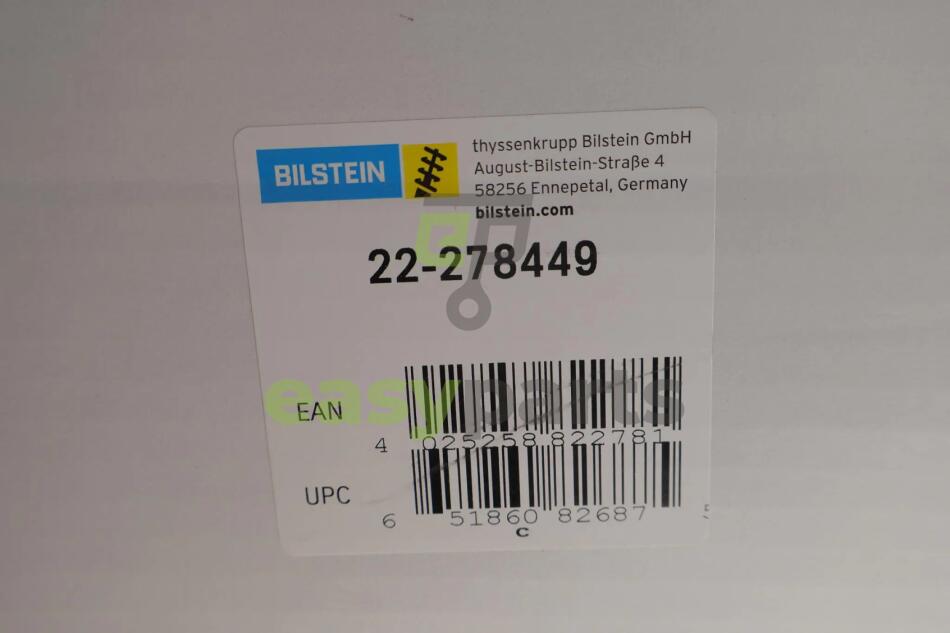 BILSTEIN
thyssenkrupp Bilstein GmbH
August-Bilstein-Straße 4
58256 Ennepetal, Germany
bilstein.com
22-278449
easyparts
EAN
4 025258 822781
UPC
6 51860 82687
C